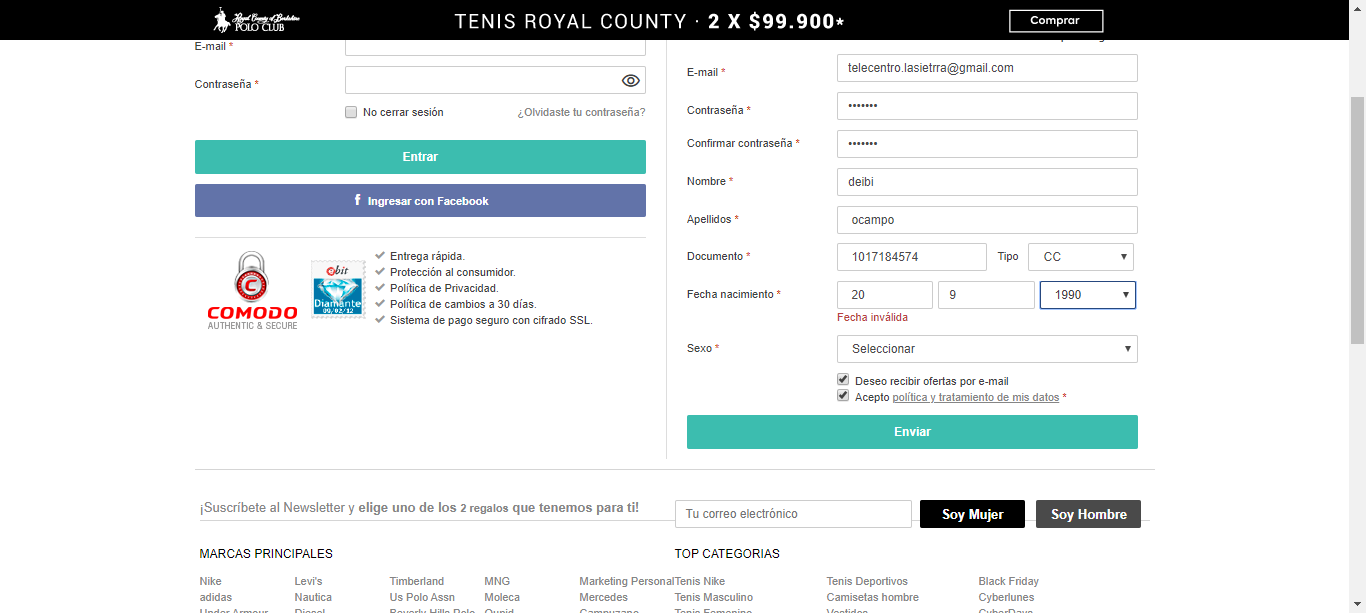 Royal County of Berkshire
POLO CLUB
TENIS ROYAL COUNTY · 2 X $99.900*
Comprar
E-mail *
Contraseña *
No cerrar sesión
¿Olvidaste tu contraseña?
Entrar
f Ingresar con Facebook
COMODO
AUTHENTIC & SECURE
ebit
Diamante
09/02/12
Entrega rápida.
Protección al consumidor.
Política de Privacidad.
Política de cambios a 30 días.
Sistema de pago seguro con cifrado SSL.
E-mail * telecentro.lasietrra@gmail.com
Contraseña * •••••••
Confirmar contraseña * •••••••
Nombre * deibi
Apellidos * ocampo
Documento * 1017184574 Tipo CC
Fecha nacimiento * 20 9 1990
Fecha inválida
Sexo * Seleccionar
Deseo recibir ofertas por e-mail
Acepto política y tratamiento de mis datos *
Enviar
¡Suscríbete al Newsletter y elige uno de los 2 regalos que tenemos para ti!
Tu correo electrónico
Soy Mujer
Soy Hombre
MARCAS PRINCIPALES
Nike Levi's Timberland MNG Marketing Personal
adidas Nautica Us Polo Assn Moleca Mercedes
Under Armour Diesel Beverly Hills Polo Qupid Campuzano
TOP CATEGORIAS
Tenis Nike Tenis Deportivos Black Friday
Tenis Masculino Camisetas hombre Cyberlunes
Tenis Femenino Vestidos CyberDays